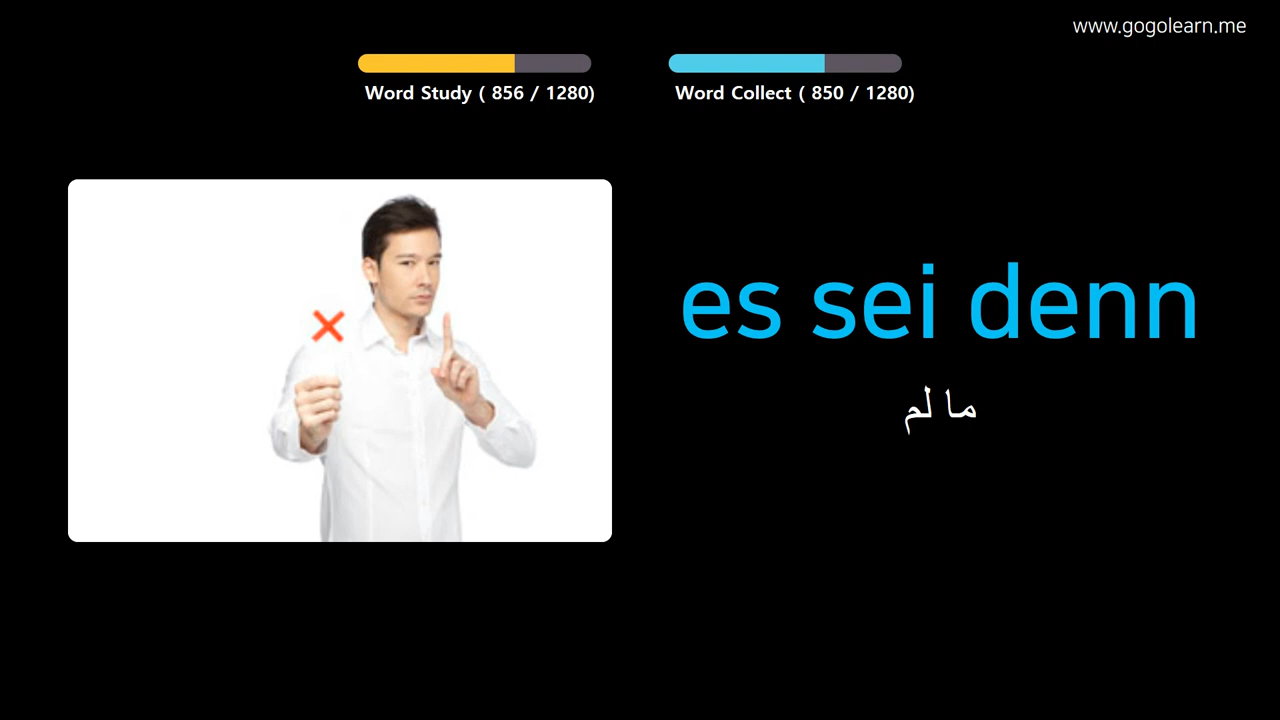 www.gogolearn.me
Word Study ( 856 / 1280)
Word Collect ( 850 / 1280)
es sei denn
ما لم